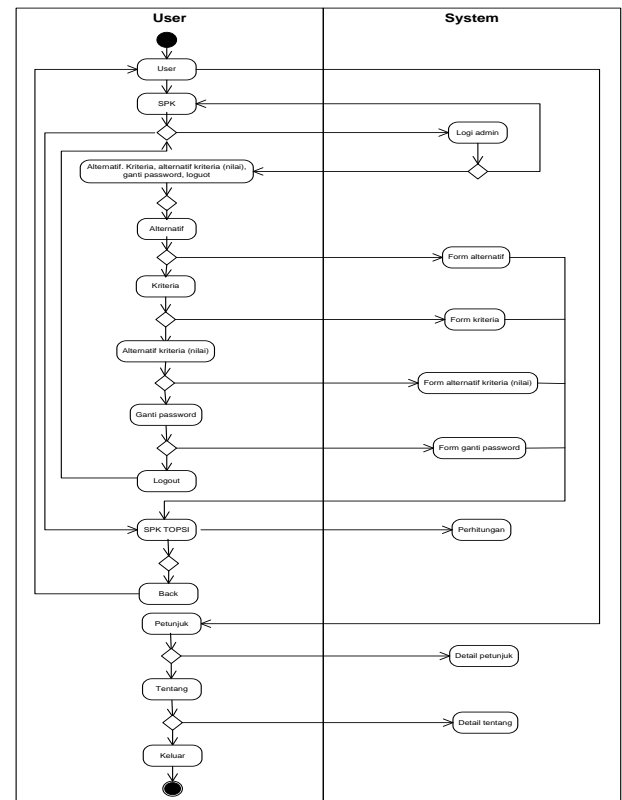 User
System
User
SPK
Logi admin
Alternatif. Kriteria, alternatif kriteria (nilai),
ganti password, loguot
Alternatif
Form alternatif
Kriteria
Form kriteria
Alternatif kriteria (nilai)
Form alternatif kriteria (nilai)
Ganti password
Form ganti password
Logout
SPK TOPSI
Perhitungan
Back
Petunjuk
Detail petunjuk
Tentang
Detail tentang
Keluar